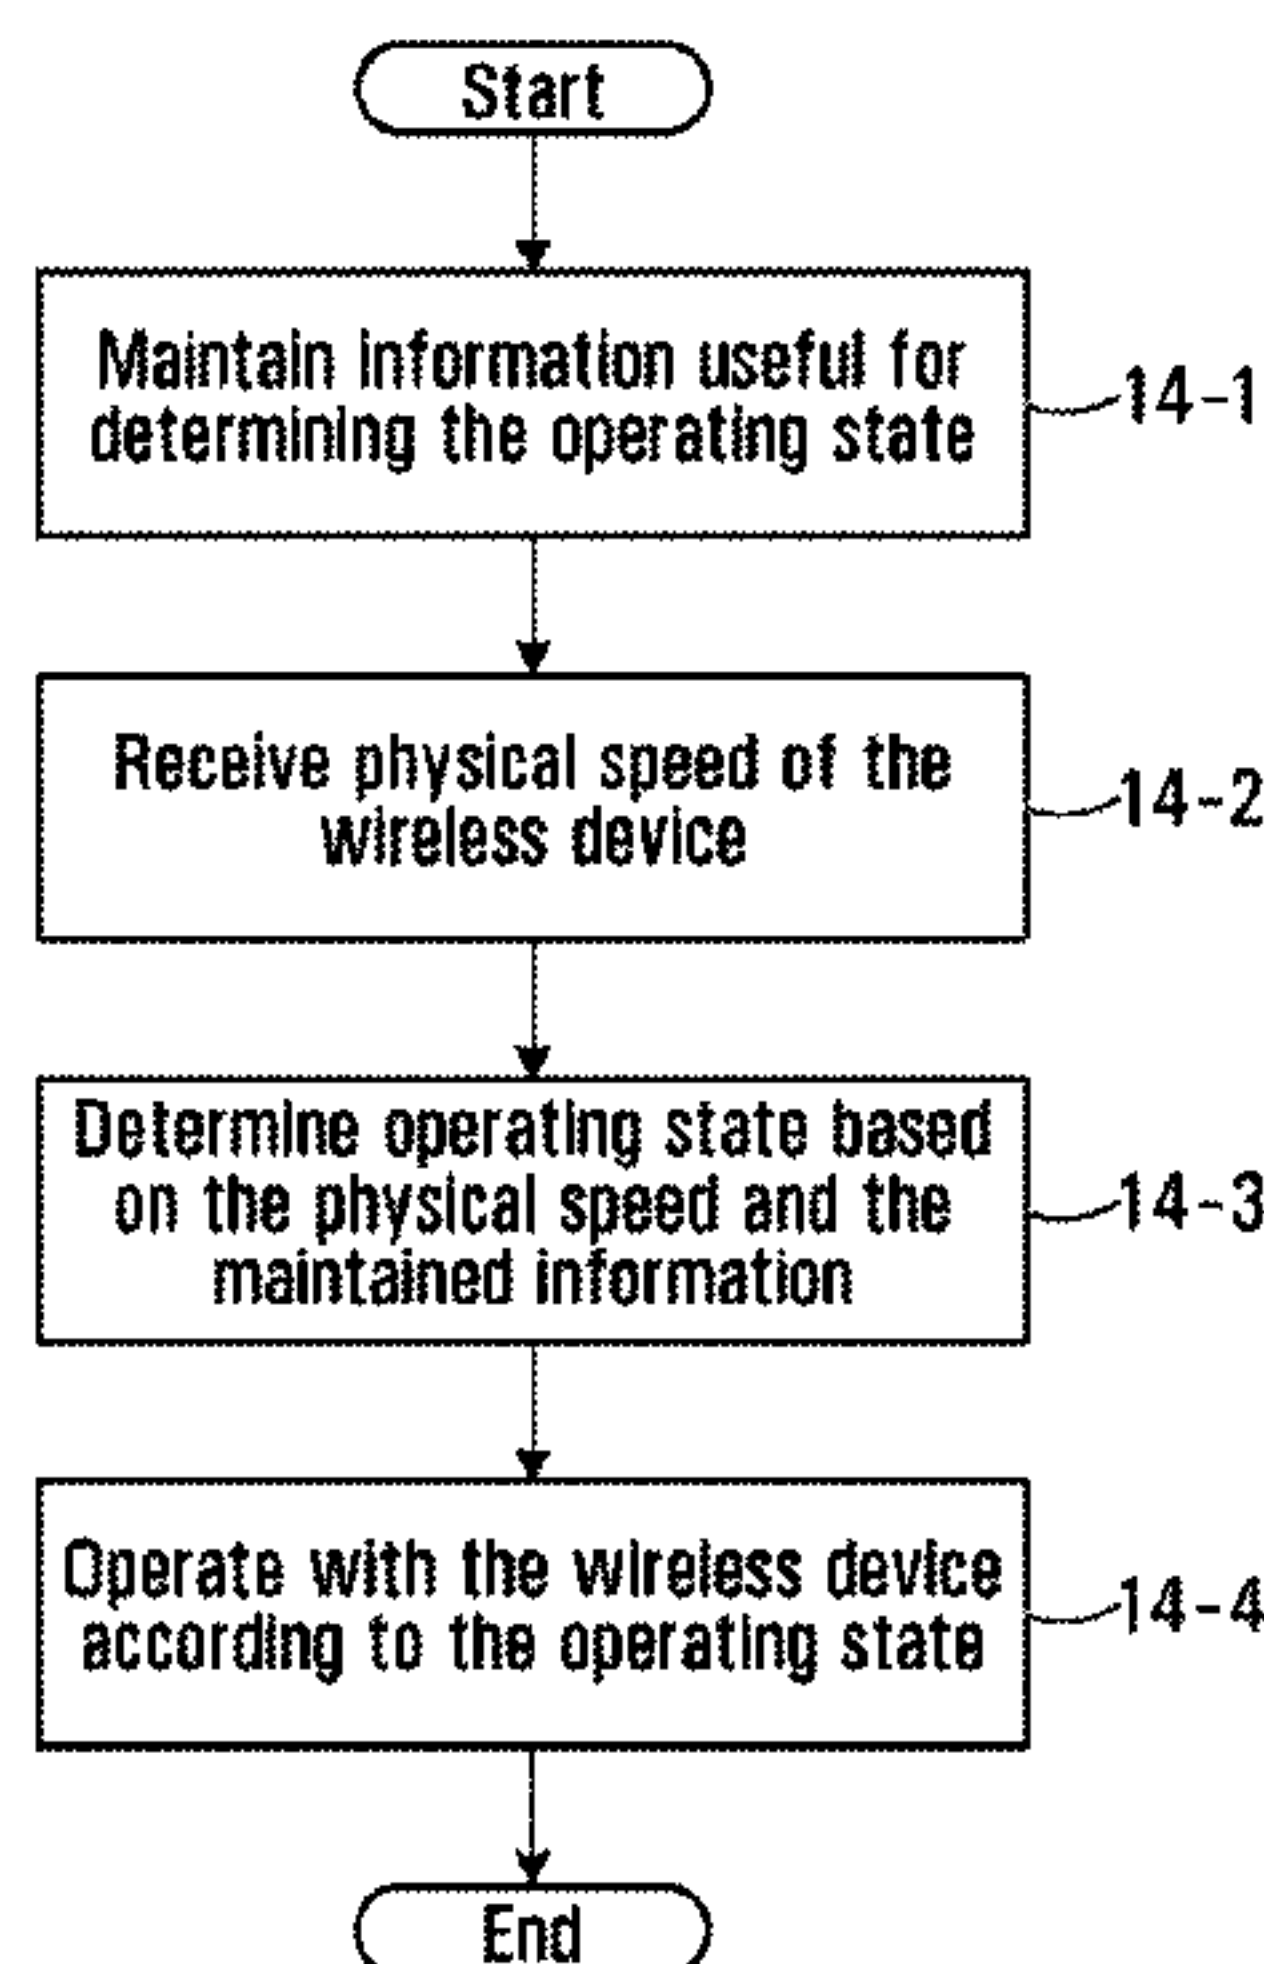 Start
Maintain information useful for
determining the operating state
14-1
Receive physical speed of the
wireless device
14-2
Determine operating state based
on the physical speed and the
maintained information
14-3
Operate with the wireless device
according to the operating state
14-4
End